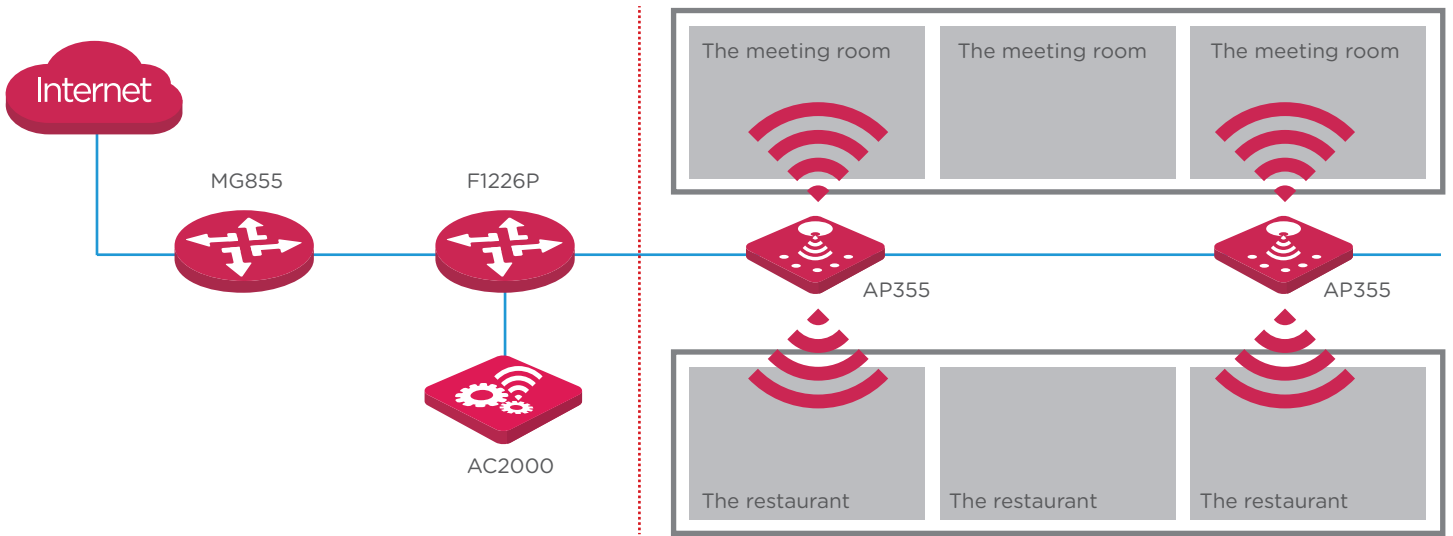 Internet
MG855
F1226P
AC2000
The meeting room
The meeting room
The meeting room
AP355
AP355
The restaurant
The restaurant
The restaurant